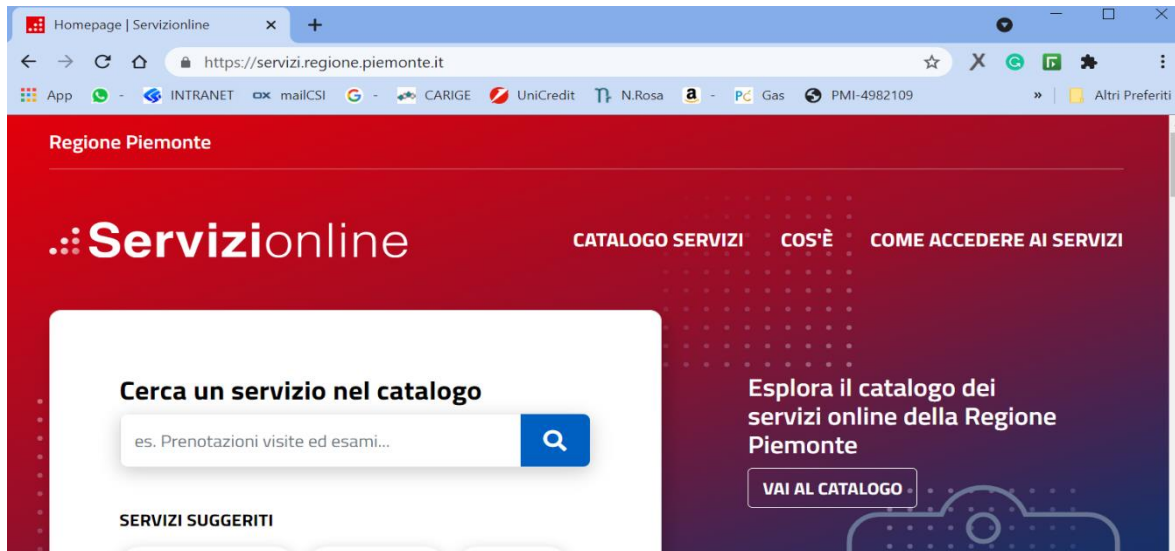 Homepage | Servizionline
https://servizi.regione.piemonte.it
App - INTRANET mailCSI - CARIGE UniCredit N.Rosa - Gas PMI-4982109 » Altri Preferiti
Regione Piemonte
Servizionline CATALOGO SERVIZI COS'È COME ACCEDERE AI SERVIZI
Cerca un servizio nel catalogo
es. Prenotazioni visite ed esami...
Esplora il catalogo dei
servizi online della Regione
Piemonte
VAI AL CATALOGO
SERVIZI SUGGERITI